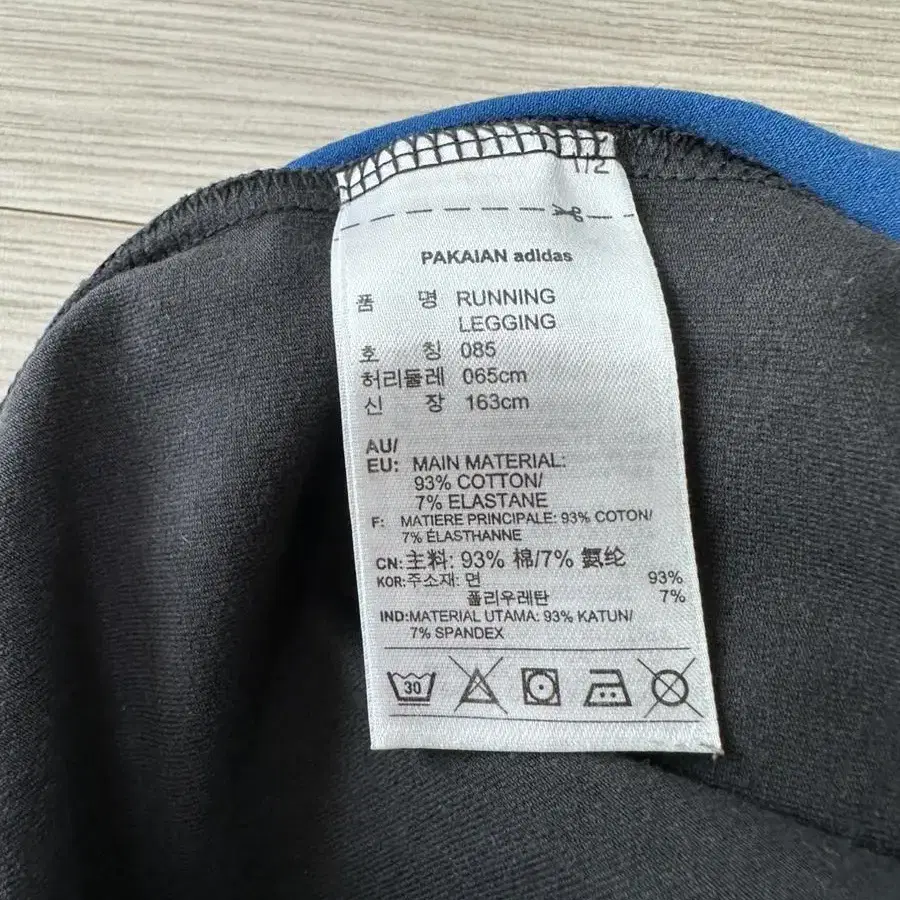 1/2
PAKAIAN adidas
품 명 RUNNING
LEGGING
호 칭 085
허리둘레 065cm
신 장 163cm
AU/
EU: MAIN MATERIAL:
93% COTTON/
7% ELASTANE
F: MATIERE PRINCIPALE: 93% COTON/
7% ÉLASTHANNE
CN:主料: 93% 棉/7% 氨纶
KOR:주소재: 면 93%
폴리우레탄 7%
IND:MATERIAL UTAMA: 93% KATUN/
7% SPANDEX
30